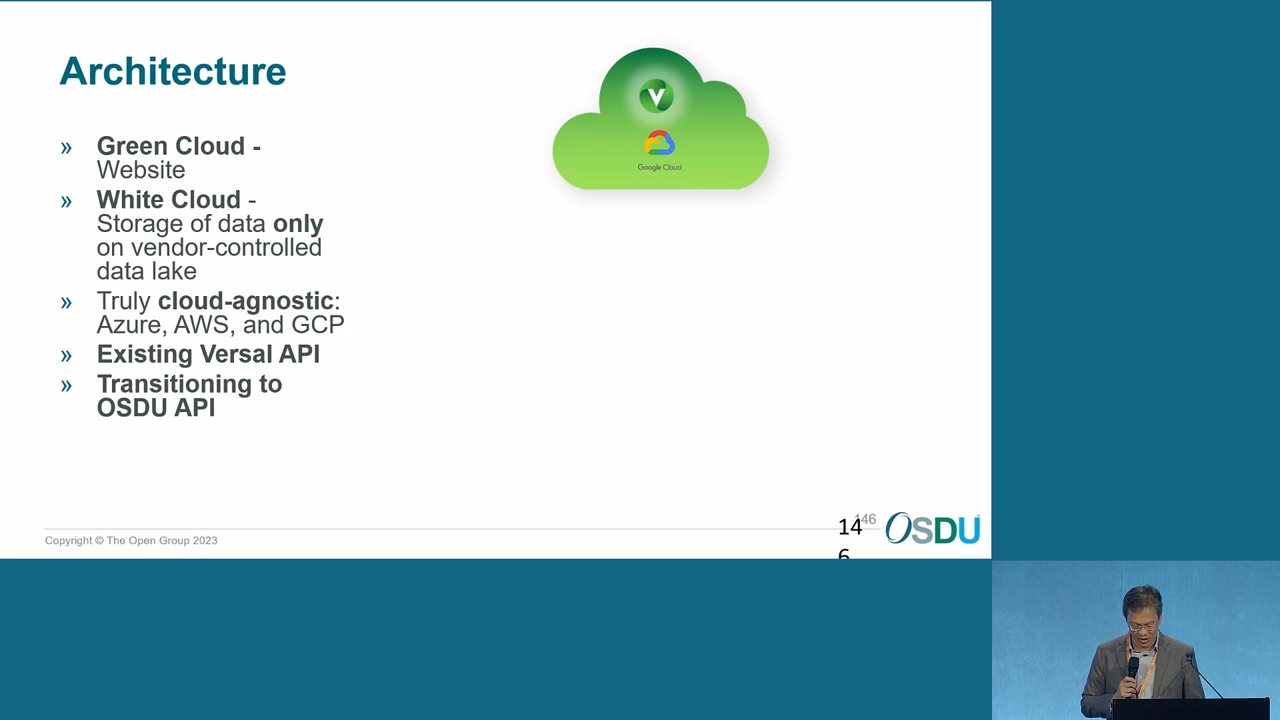 Architecture
» Green Cloud -
Website
» White Cloud -
Storage of data only
on vendor-controlled
data lake
» Truly cloud-agnostic:
Azure, AWS, and GCP
» Existing Versal API
» Transitioning to
OSDU API
V
Google Cloud
Copyright © The Open Group 2023
146
14
6
OSDU